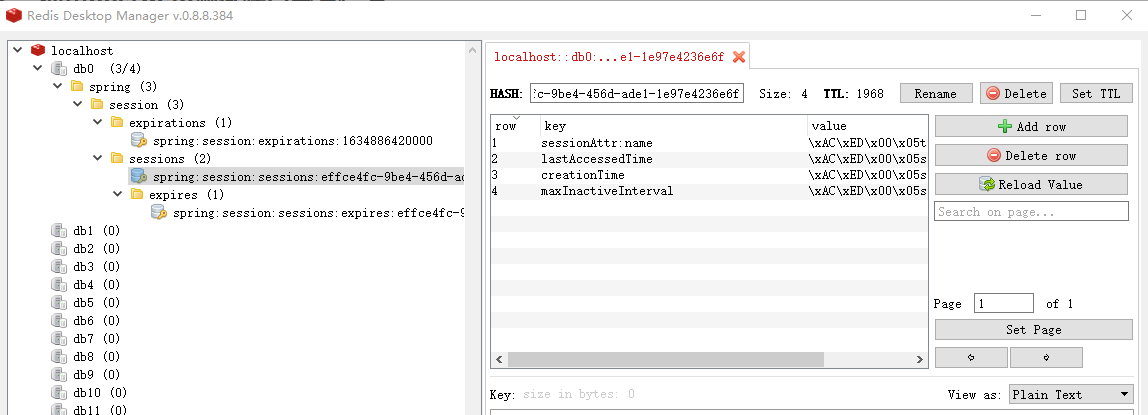 Redis Desktop Manager v.0.8.8.384
localhost
db0 (3/4)
spring (3)
session (3)
expirations (1)
spring:session:expirations:1634886420000
sessions (2)
spring:session:sessions:effce4fc-9be4-456d-ad
expires (1)
spring:session:sessions:expires:effce4fc-9
db1 (0)
db2 (0)
db3 (0)
db4 (0)
db5 (0)
db6 (0)
db7 (0)
db8 (0)
db9 (0)
db10 (0)
db11 (0)
localhost::db0:...e1-1e97e4236e6f
HASH: fc-9be4-456d-ade1-1e97e4236e6f Size: 4 TTL: 1968 Rename Delete Set TTL
row key value
1 sessionAttr:name \xAC\xED\x00\x05t
2 lastAccessedTime \xAC\xED\x00\x05s
3 creationTime \xAC\xED\x00\x05s
4 maxInactiveInterval \xAC\xED\x00\x05s
Add row
Delete row
Reload Value
Search on page...
Page 1 of 1
Set Page
Key: size in bytes: 0 View as: Plain Text